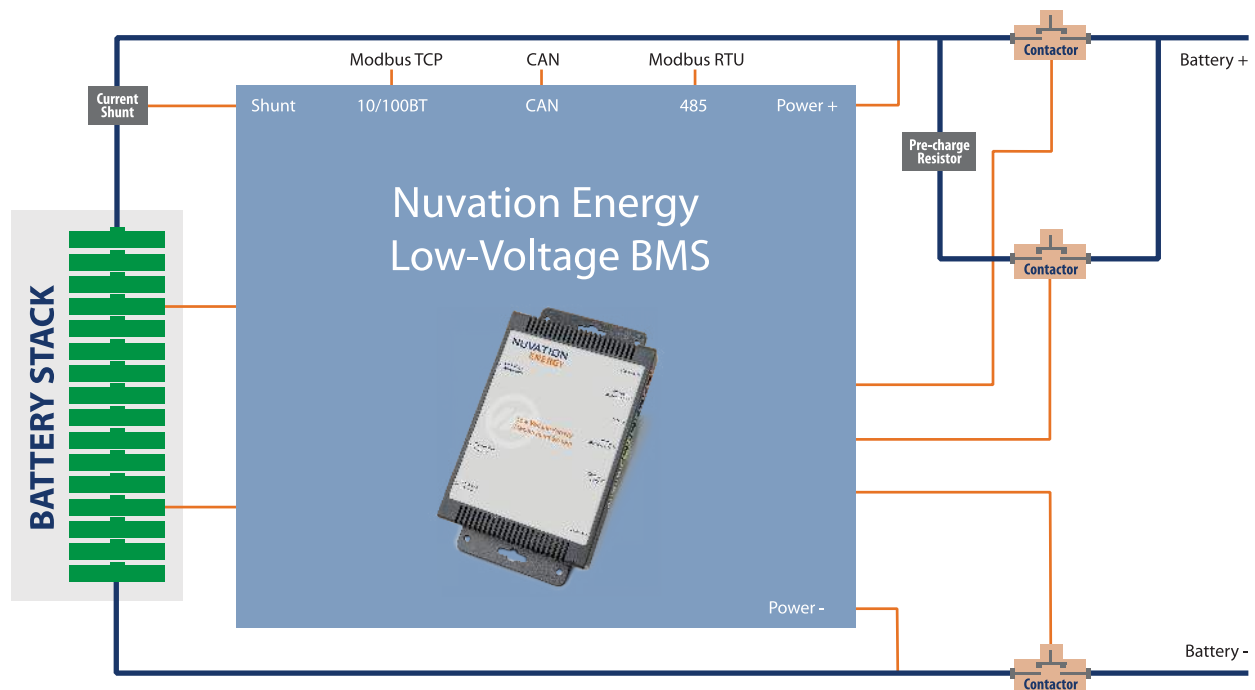 Contactor
Modbus TCP
CAN
Modbus RTU
Battery +
Current
Shunt
Shunt
10/100BT
CAN
485
Power +
Pre-charge
Resistor
Nuvation Energy
Low-Voltage BMS
Contactor
BATTERY STACK
NUVATION
ENERGY
Power -
Battery -
Contactor